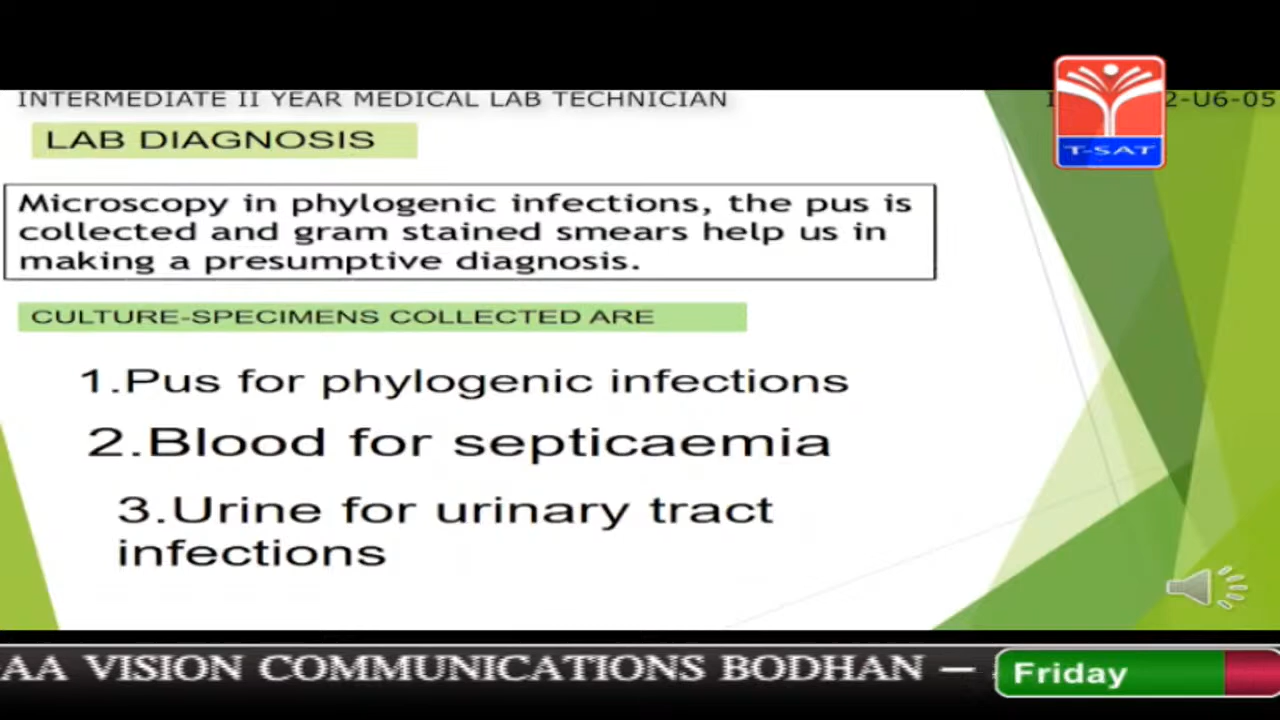 INTERMEDIATE II YEAR MEDICAL LAB TECHNICIAN
2-U6-05
T-SAT
LAB DIAGNOSIS
Microscopy in phylogenic infections, the pus is
collected and gram stained smears help us in
making a presumptive diagnosis.
CULTURE-SPECIMENS COLLECTED ARE
1.Pus for phylogenic infections
2.Blood for septicaemia
3.Urine for urinary tract
infections
AA VISION COMMUNICATIONS BODHAN –
Friday